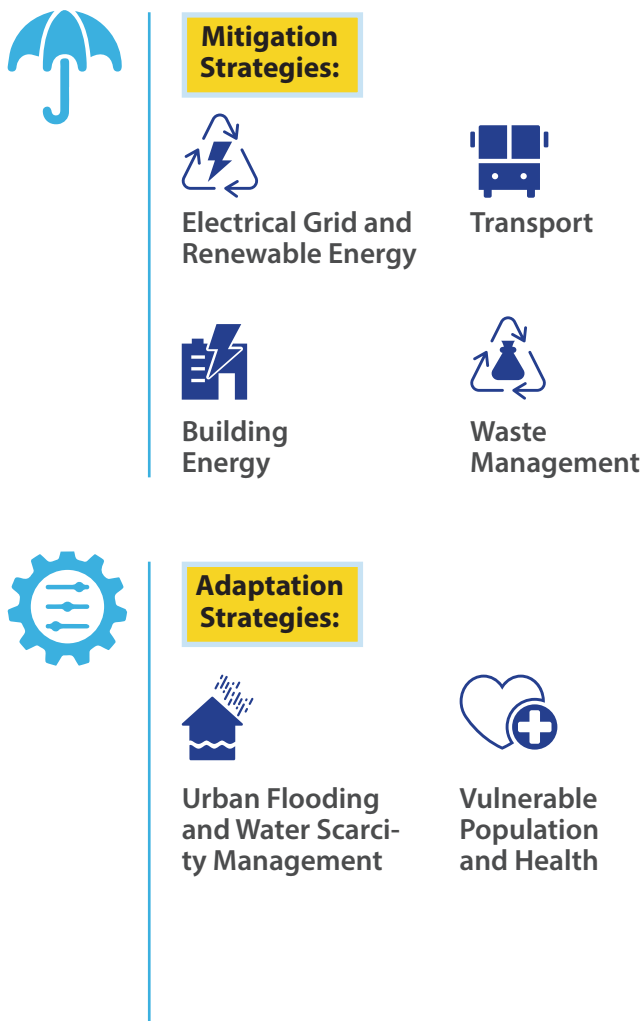 Mitigation
Strategies:
Electrical Grid and
Renewable Energy
Transport
Building
Energy
Waste
Management
Adaptation
Strategies:
Urban Flooding
and Water Scarci-
ty Management
Vulnerable
Population
and Health